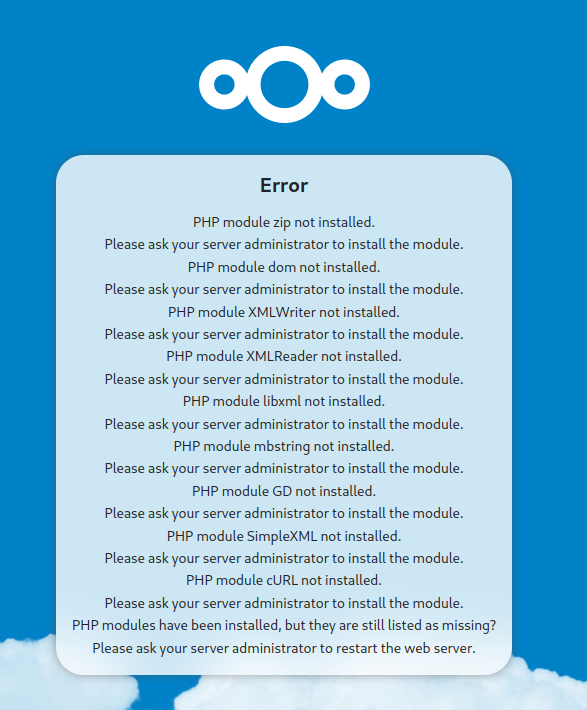 Error
PHP module zip not installed.
Please ask your server administrator to install the module.
PHP module dom not installed.
Please ask your server administrator to install the module.
PHP module XMLWriter not installed.
Please ask your server administrator to install the module.
PHP module XMLReader not installed.
Please ask your server administrator to install the module.
PHP module libxml not installed.
Please ask your server administrator to install the module.
PHP module mbstring not installed.
Please ask your server administrator to install the module.
PHP module GD not installed.
Please ask your server administrator to install the module.
PHP module SimpleXML not installed.
Please ask your server administrator to install the module.
PHP module cURL not installed.
Please ask your server administrator to install the module.
PHP modules have been installed, but they are still listed as missing?
Please ask your server administrator to restart the web server.